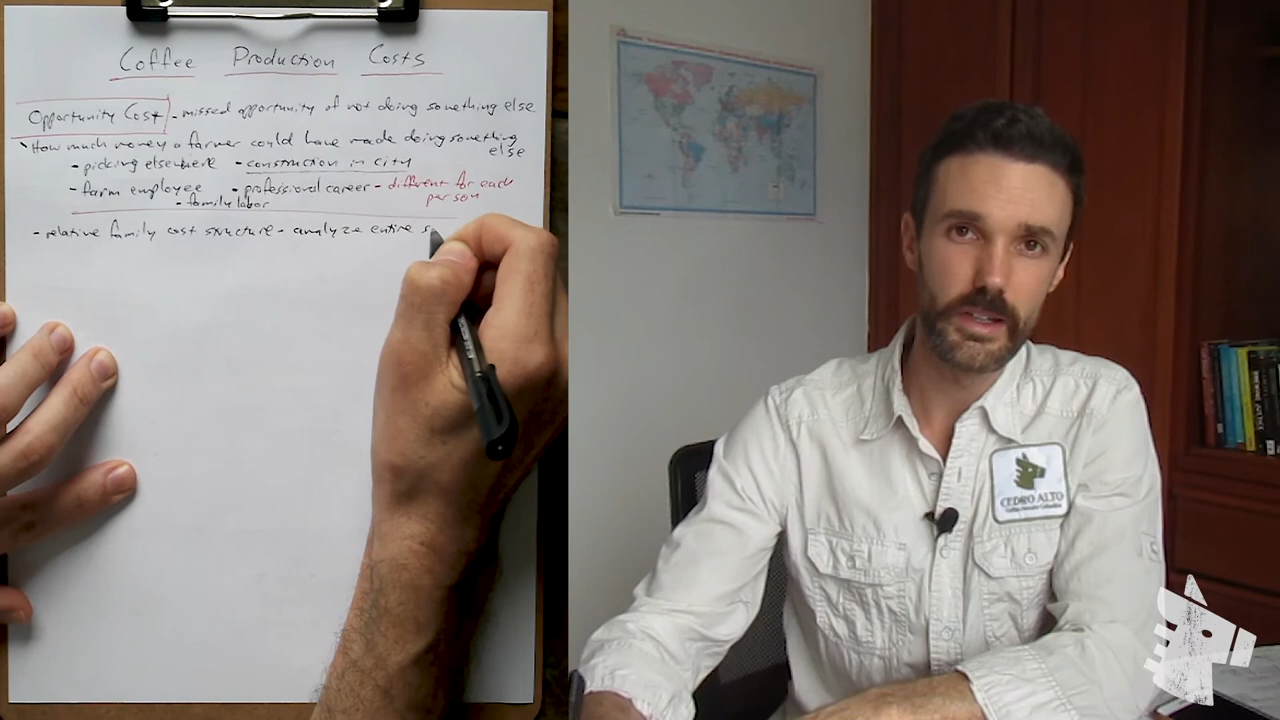 Coffee Production Costs
Opportunity Cost - missed opportunity of not doing something else
How much money a farmer could have made doing something
else
- picking elsewhere - construction in city
- farm employee - professional career - different for each
person
- family labor
- relative family cost structure - analyze entire s
CEDRO ALTO